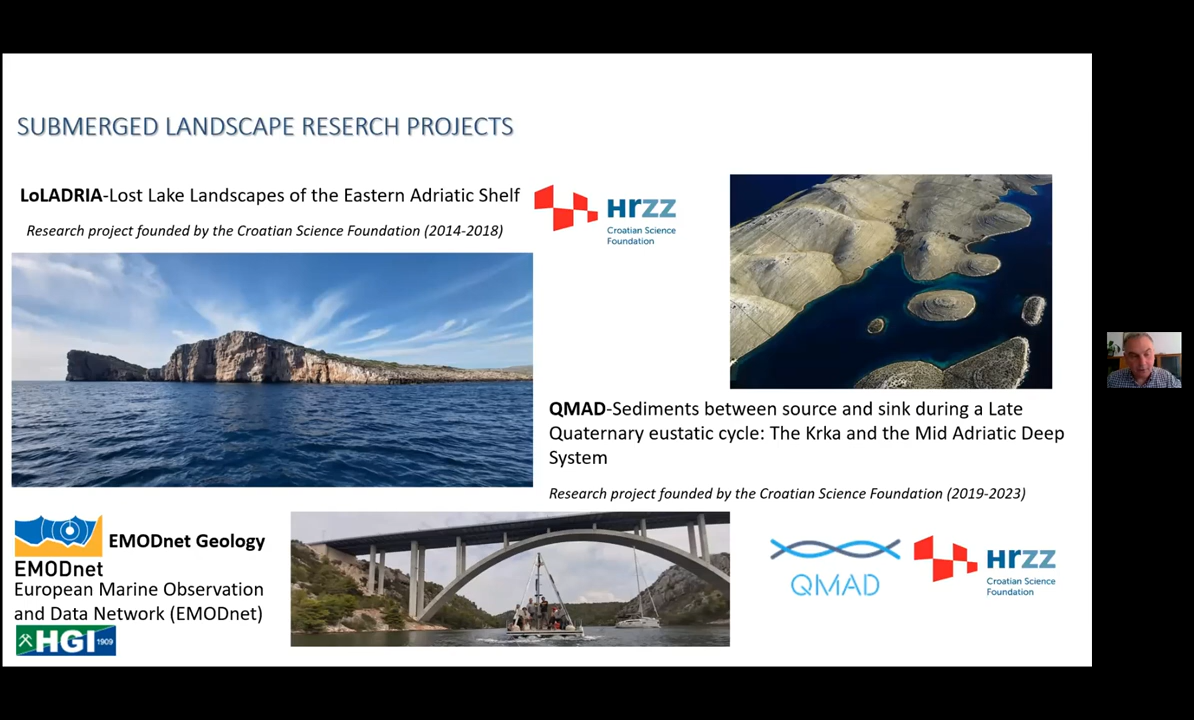 SUBMERGED LANDSCAPE RESERCH PROJECTS
LoLADRIA-Lost Lake Landscapes of the Eastern Adriatic Shelf
Research project founded by the Croatian Science Foundation (2014-2018)
HRZZ
Croatian Science
Foundation
QMAD-Sediments between source and sink during a Late
Quaternary eustatic cycle: The Krka and the Mid Adriatic Deep
System
Research project founded by the Croatian Science Foundation (2019-2023)
EMODnet Geology
EMODnet
European Marine Observation
and Data Network (EMODnet)
HGI 1909
QMAD
HRZZ
Croatian Science
Foundation